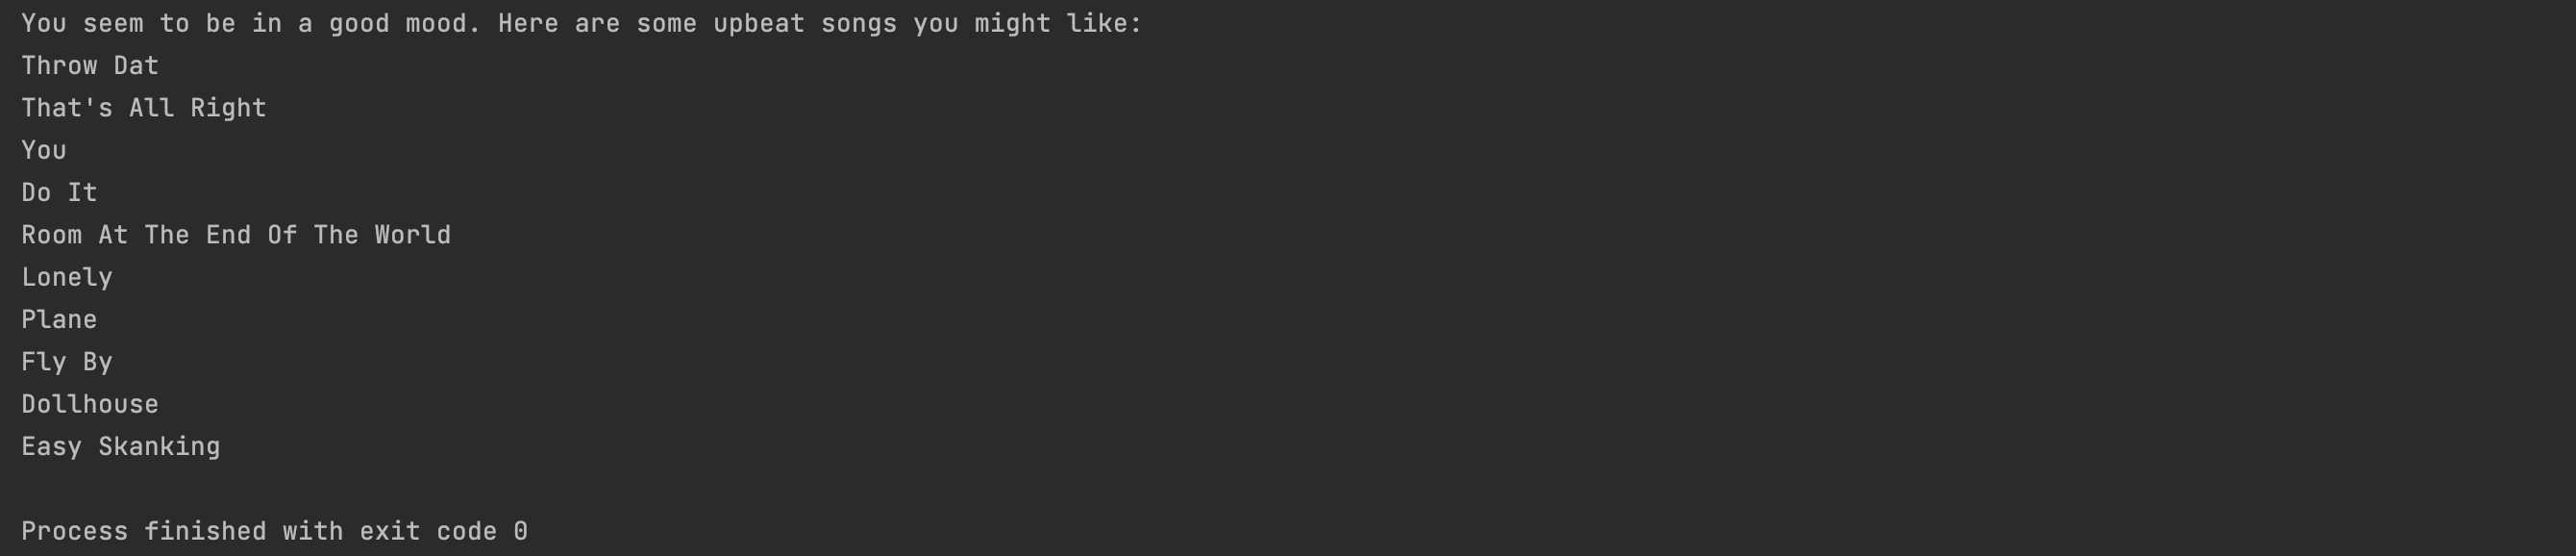 You seem to be in a good mood. Here are some upbeat songs you might like:
Throw Dat
That's All Right
You
Do It
Room At The End Of The World
Lonely
Plane
Fly By
Dollhouse
Easy Skanking
Process finished with exit code 0